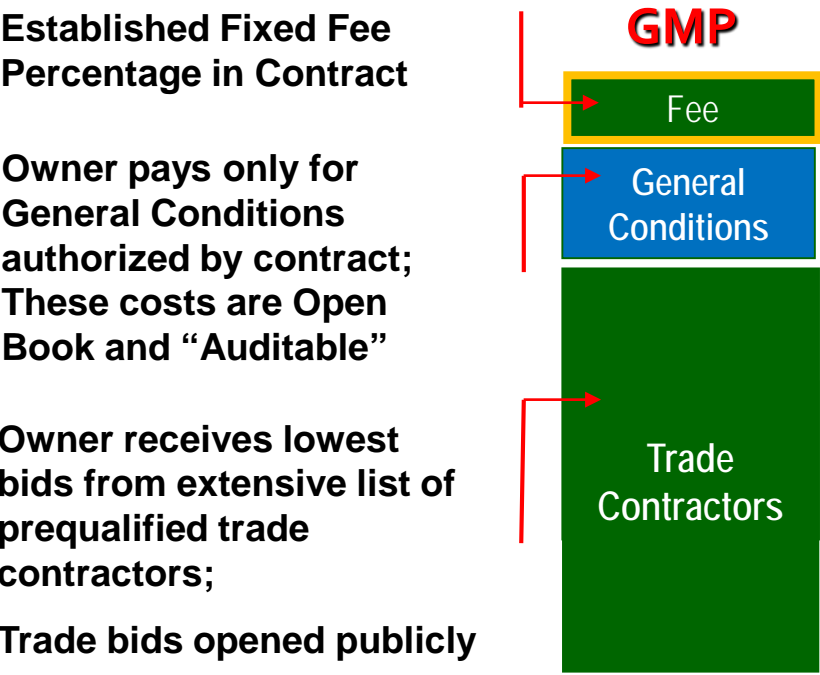 Established Fixed Fee
Percentage in Contract
Owner pays only for
General Conditions
authorized by contract;
These costs are Open
Book and “Auditable”
Owner receives lowest
bids from extensive list of
prequalified trade
contractors;
Trade bids opened publicly
GMP
Fee
General
Conditions
Trade
Contractors